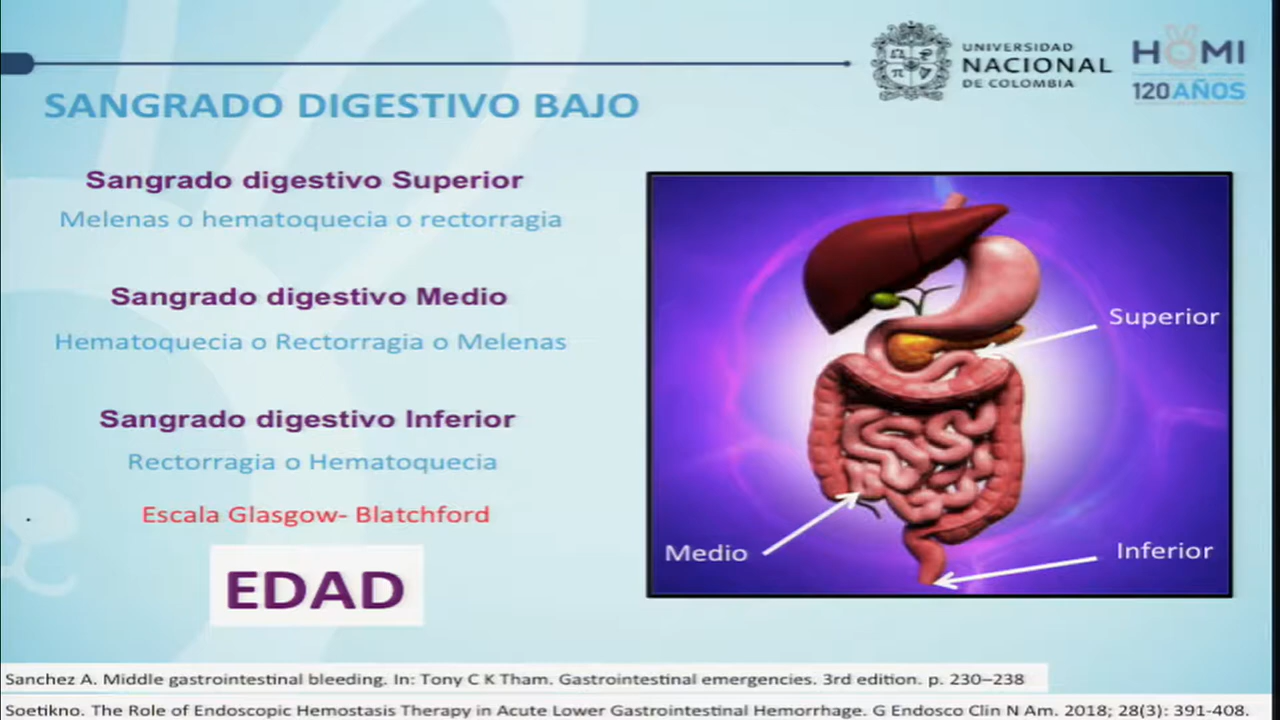 UNIVERSIDAD
NACIONAL
DE COLOMBIA
HOMI
120 AÑOS
SANGRADO DIGESTIVO BAJO
Sangrado digestivo Superior
Melenas o hematoquecia o rectorragia
Sangrado digestivo Medio
Hematoquecia o Rectorragia o Melenas
Sangrado digestivo Inferior
Rectorragia o Hematoquecia
Escala Glasgow- Blatchford
EDAD
Superior
Medio
Inferior
Sanchez A. Middle gastrointestinal bleeding. In: Tony C K Tham. Gastrointestinal emergencies. 3rd edition. p. 230–238
Soetikno. The Role of Endoscopic Hemostasis Therapy in Acute Lower Gastrointestinal Hemorrhage. G Endosco Clin N Am. 2018; 28(3): 391-408.